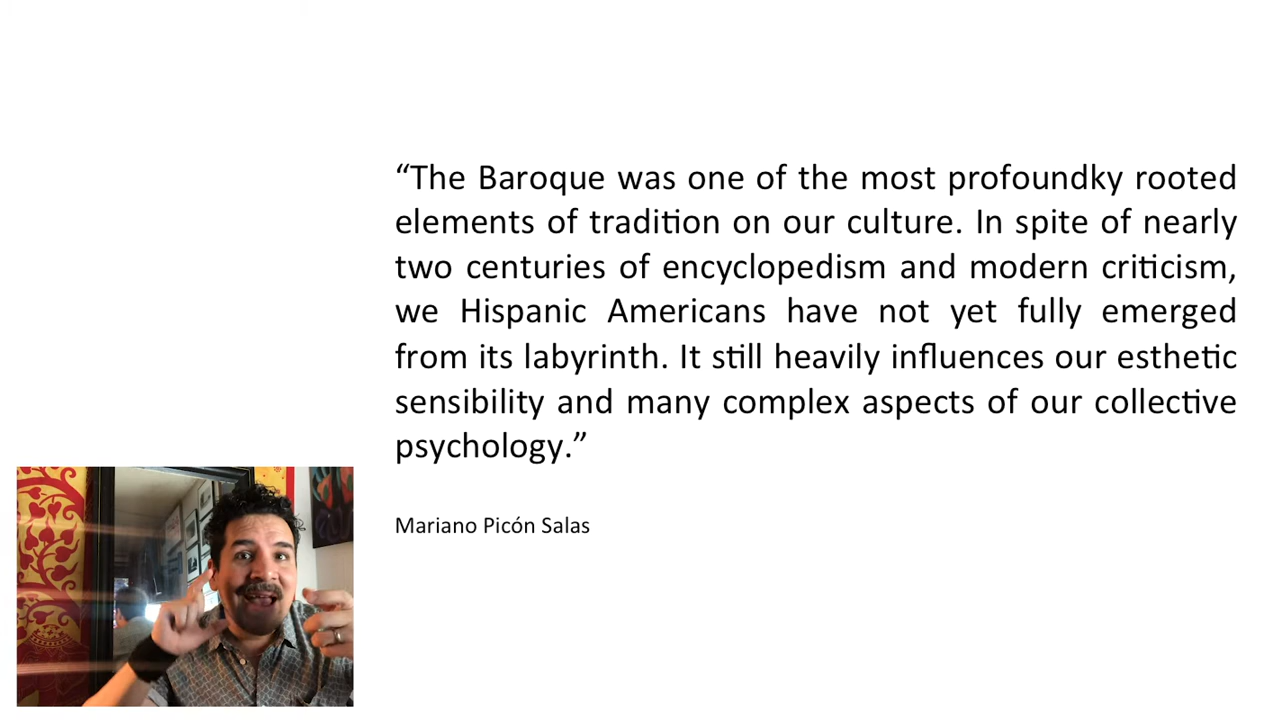 “The Baroque was one of the most profoundky rooted
elements of tradition on our culture. In spite of nearly
two centuries of encyclopedism and modern criticism,
we Hispanic Americans have not yet fully emerged
from its labyrinth. It still heavily influences our esthetic
sensibility and many complex aspects of our collective
psychology.”
Mariano Picón Salas